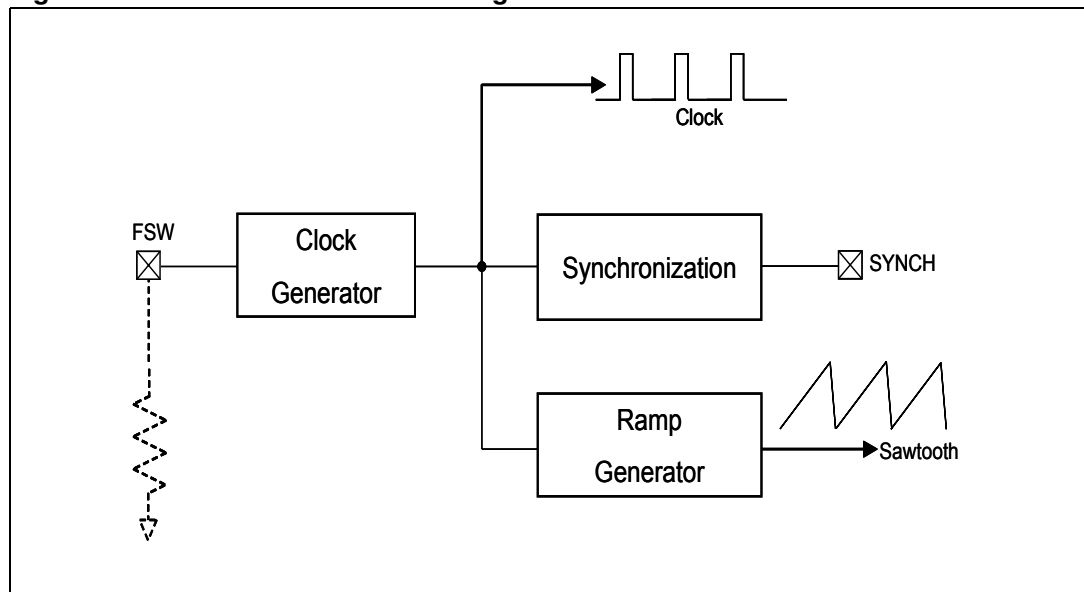 Clock
FSW
Clock
Generator
Synchronization
SYNCH
Ramp
Generator
Sawtooth